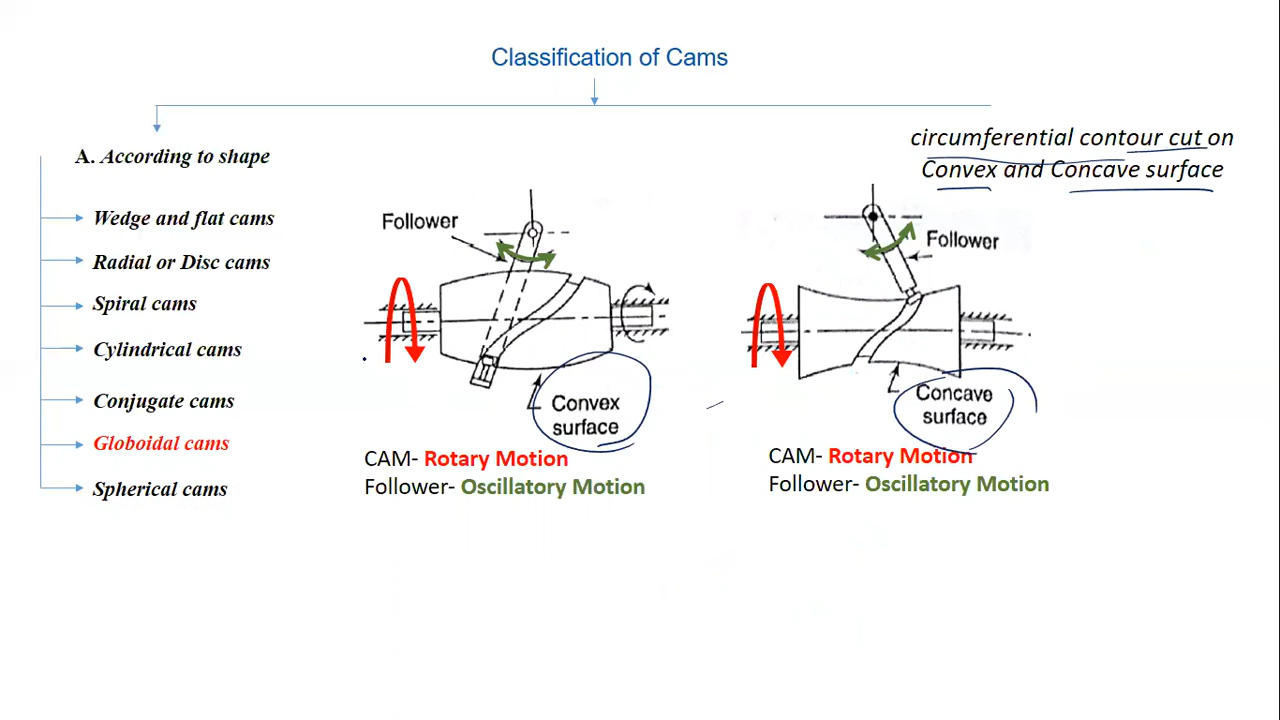 Classification of Cams
A. According to shape
Wedge and flat cams
Radial or Disc cams
Spiral cams
Cylindrical cams
Conjugate cams
Globoidal cams
Spherical cams
circumferential contour cut on
Convex and Concave surface
Follower
Convex
surface
CAM- Rotary Motion
Follower- Oscillatory Motion
Follower
Concave
surface
CAM- Rotary Motion
Follower- Oscillatory Motion